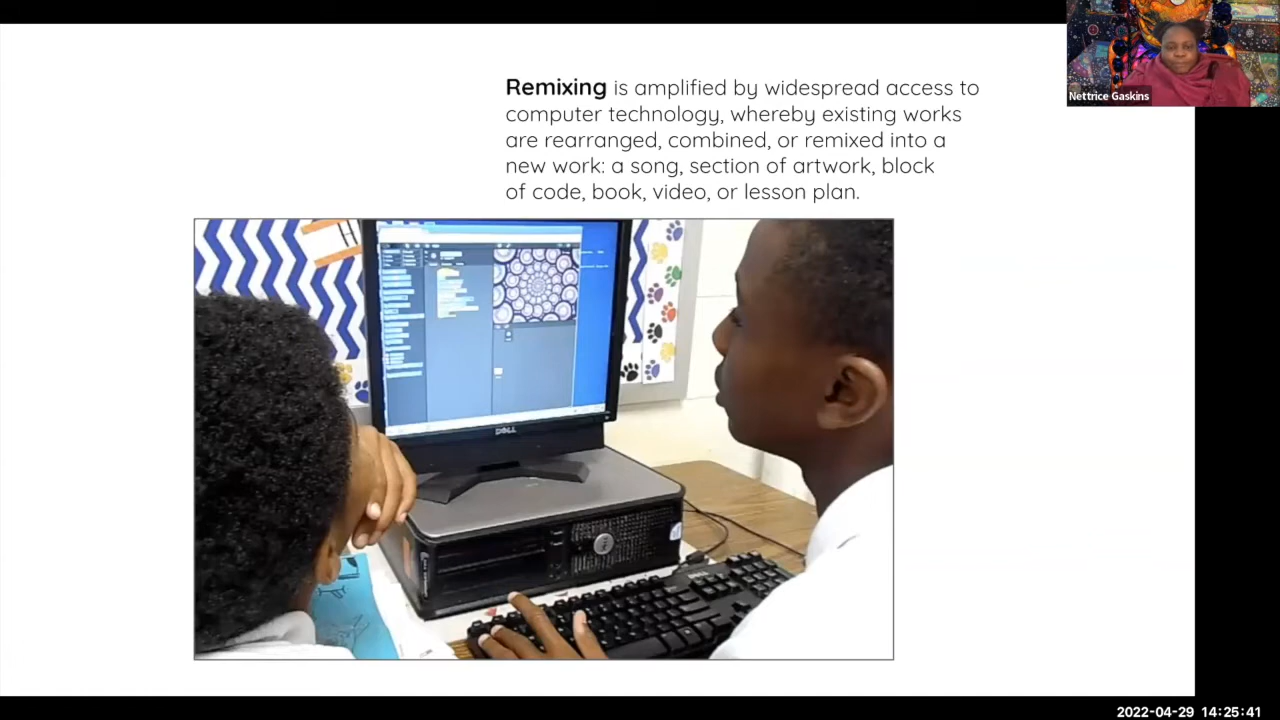 Remixing is amplified by widespread access to
computer technology, whereby existing works
are rearranged, combined, or remixed into a
new work: a song, section of artwork, block
of code, book, video, or lesson plan.
Nettrice Gaskins
DELL
2022-04-29 14:25:41